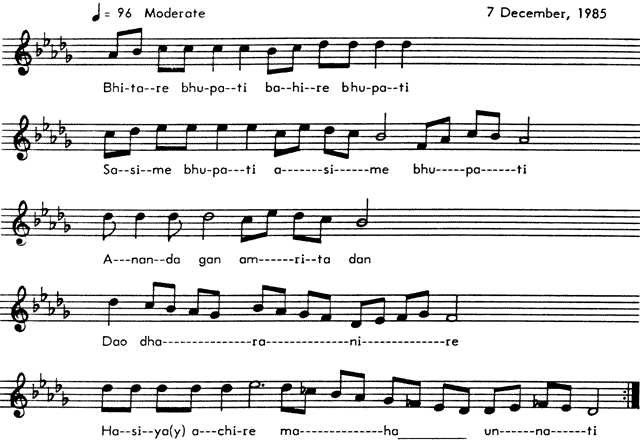 ♩= 96 Moderate 7 December, 1985
Bhi-ta--re bhu-pa--ti ba--hi--re bhu-pa--ti
Sa--si--me bhu-pa---ti a-------si------me bhu-----pa------ti
A---nan--da gan am------ri--ta dan
Dao dha--------------ra--------------ni--------------re
Ha--si--ya(y) a---chi-re ma-------------ha__________ un------na------ti